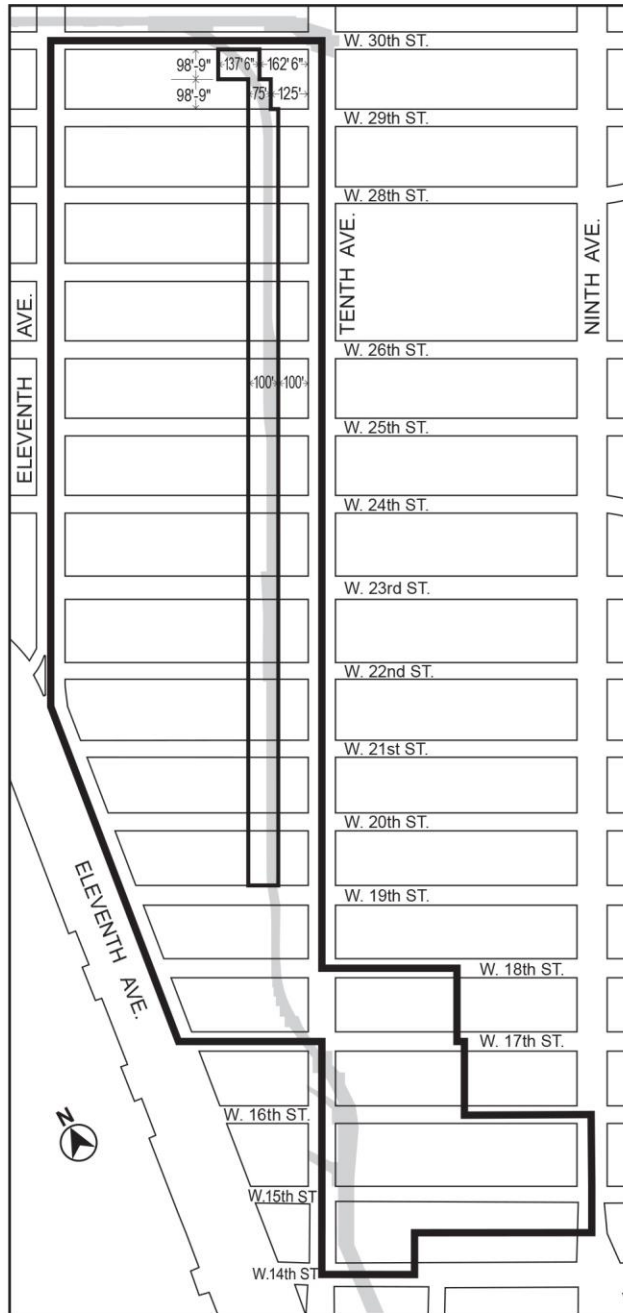 W. 30th ST.
98'-9"
137'6"
162'6"
98'-9"
75'
125'
W. 29th ST.
W. 28th ST.
TENTH AVE.
NINTH AVE.
ELEVENTH AVE.
W. 26th ST.
100'
100'
W. 25th ST.
W. 24th ST.
W. 23rd ST.
W. 22nd ST.
W. 21st ST.
W. 20th ST.
ELEVENTH AVE.
W. 19th ST.
W. 18th ST.
W. 17th ST.
W. 16th ST.
N
W.15th ST
W.14th ST